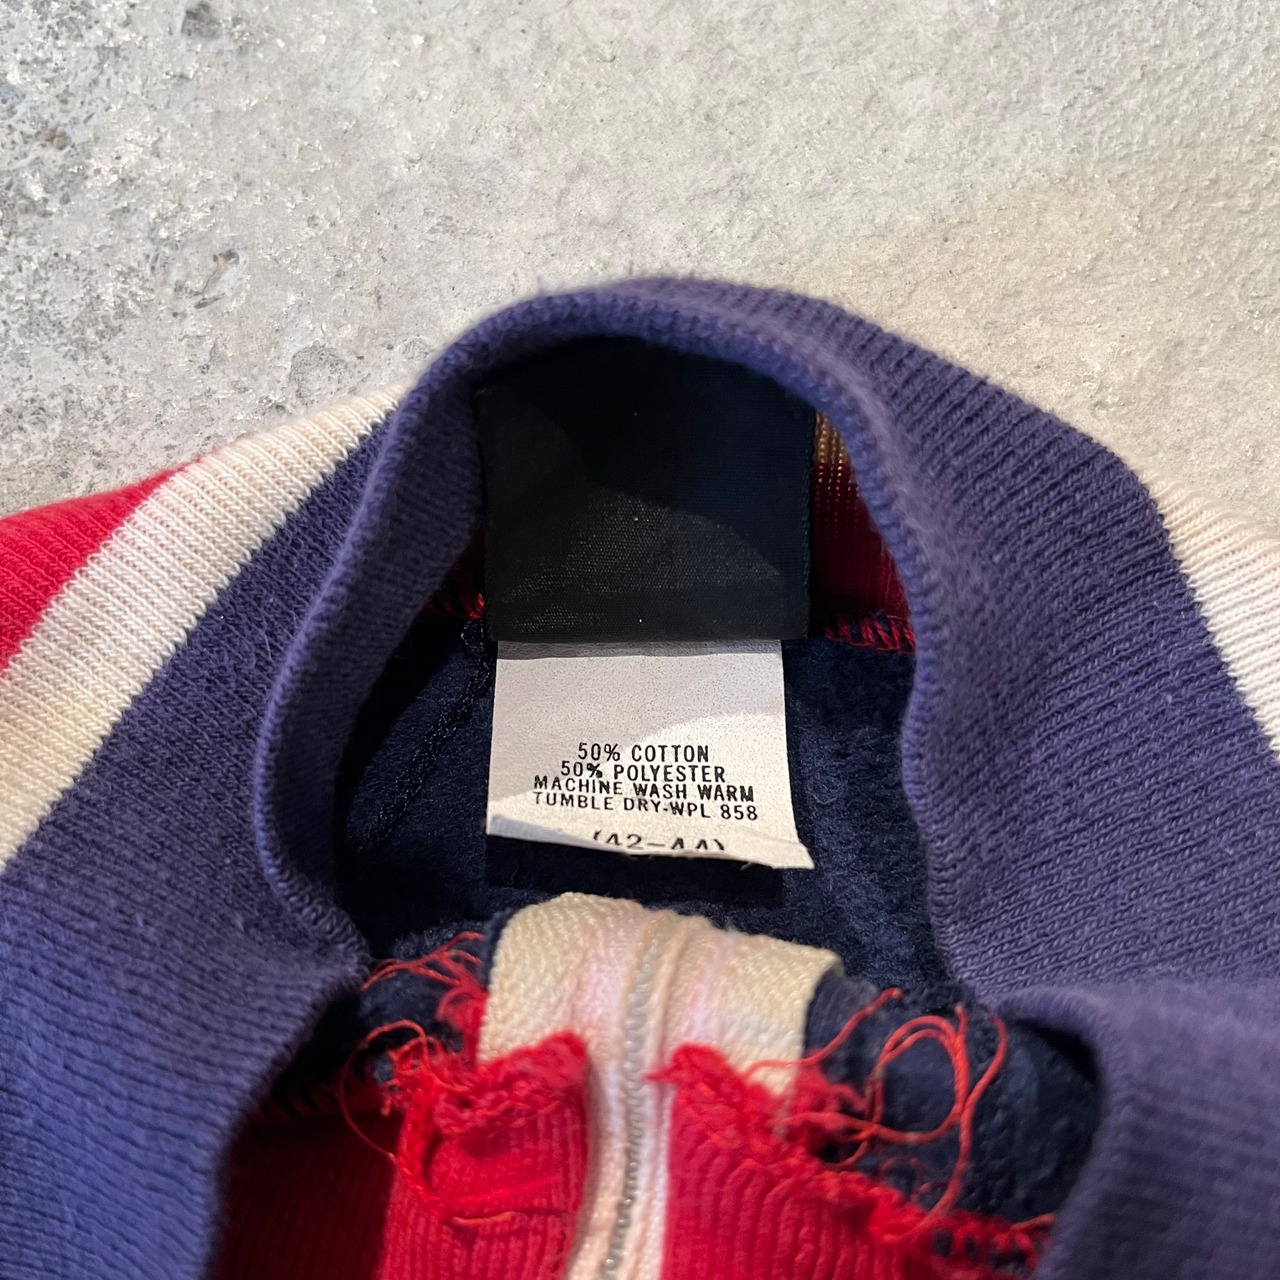 50% COTTON
50% POLYESTER
MACHINE WASH WARM
TUMBLE DRY-WPL 858
(42-44)